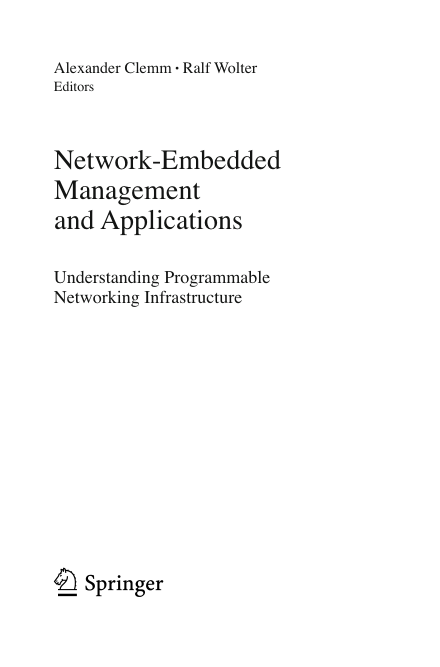 Alexander Clemm · Ralf Wolter
Editors
Network-Embedded
Management
and Applications
Understanding Programmable
Networking Infrastructure
Springer